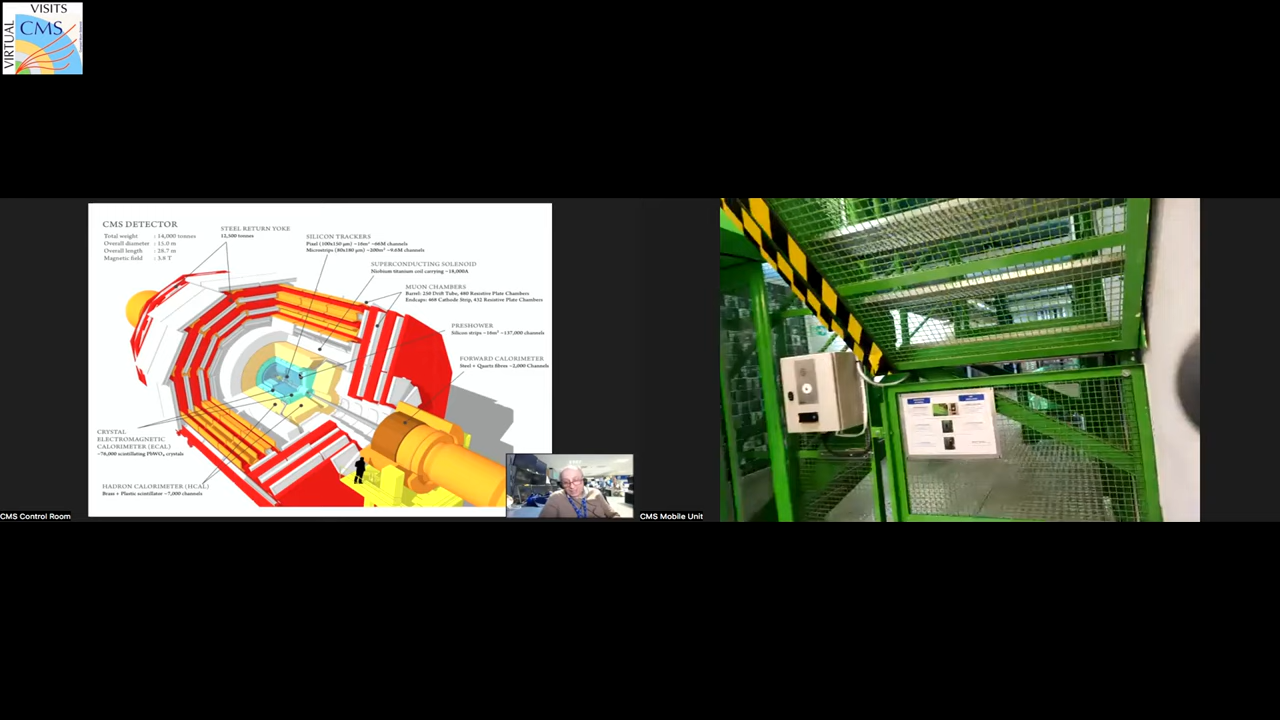 VISITS
CMS
VIRTUAL
CMS DETECTOR
Total weight : 14,000 tonnes
Overall diameter : 15.0 m
Overall length : 28.7 m
Magnetic field : 3.8 T
STEEL RETURN YOKE
12,500 tonnes
SILICON TRACKERS
Pixel (100x150 μm) ~16m² ~66M channels
Microstrips (80x180 μm) ~200m² ~9.6M channels
SUPERCONDUCTING SOLENOID
Niobium titanium coil carrying ~18,000A
MUON CHAMBERS
Barrel: 250 Drift Tube, 480 Resistive Plate Chambers
Endcaps: 468 Cathode Strip, 432 Resistive Plate Chambers
PRESHOWER
Silicon strips ~16m² ~137,000 channels
FORWARD CALORIMETER
Steel + Quartz fibres ~2,000 Channels
CRYSTAL
ELECTROMAGNETIC
CALORIMETER (ECAL)
~76,000 scintillating PbWO₄ crystals
HADRON CALORIMETER (HCAL)
Brass + Plastic scintillator ~7,000 channels
CMS Control Room
CMS Mobile Unit